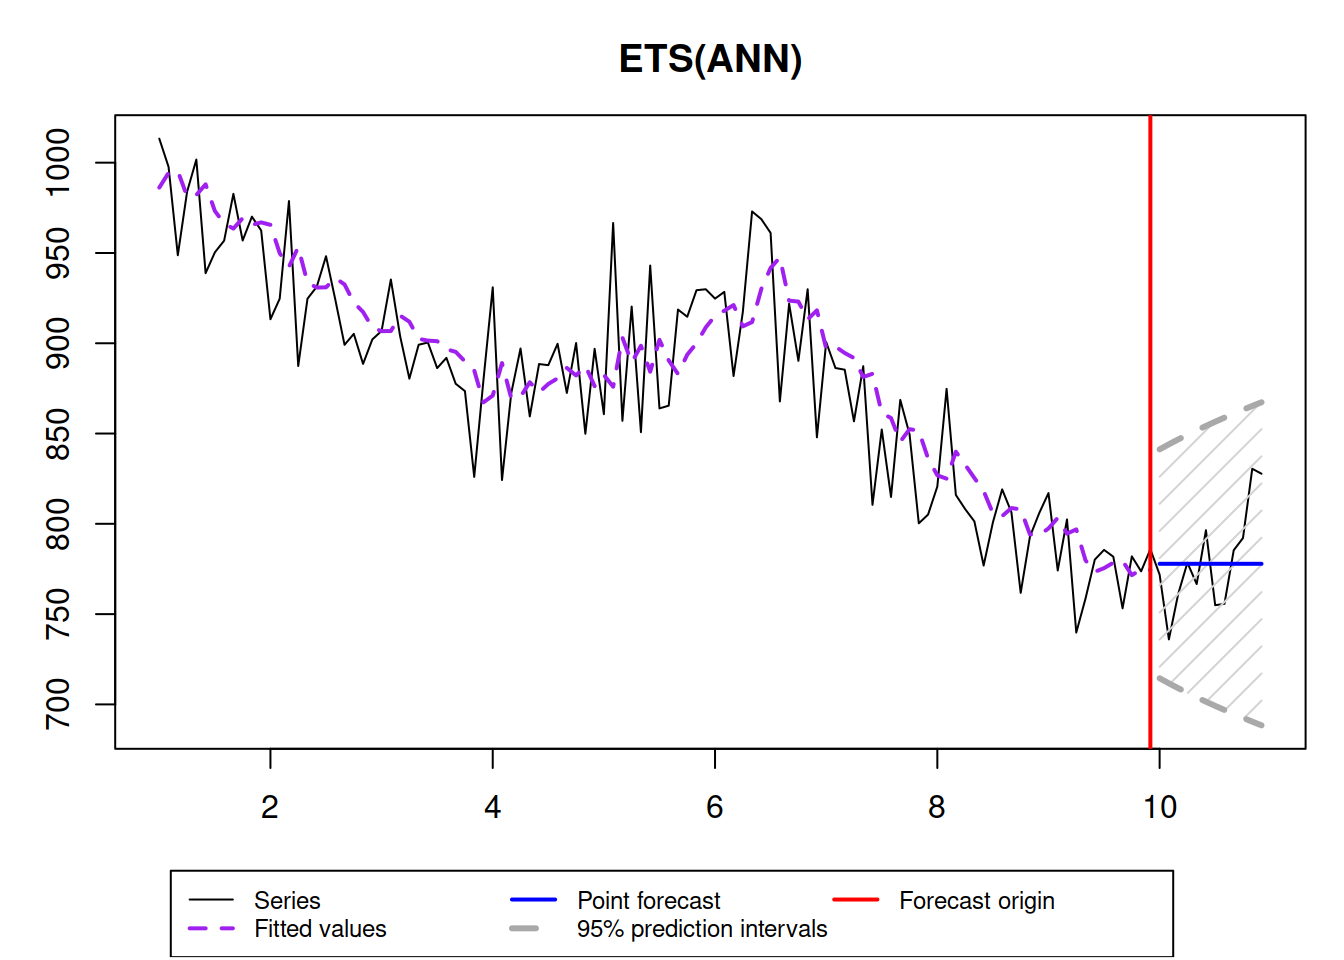 ETS(ANN)
1000
950
900
850
800
750
700
2 4 6 8 10
Series Point forecast Forecast origin
Fitted values 95% prediction intervals